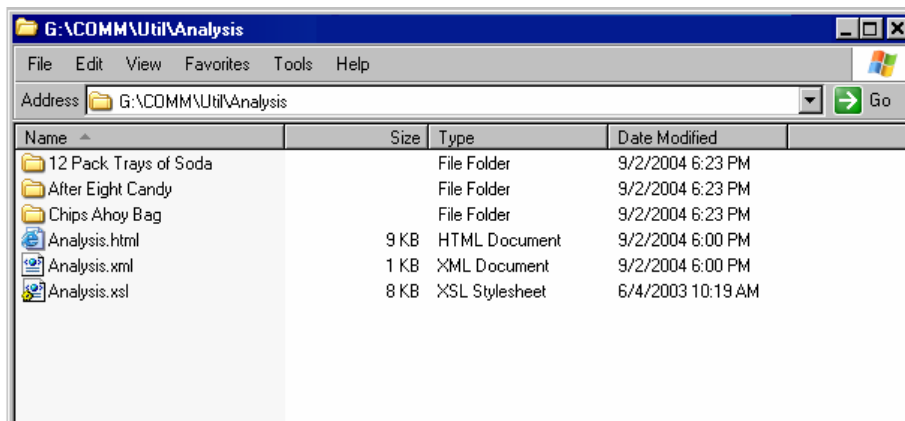 G:\COMM\Util\Analysis
File Edit View Favorites Tools Help
Address G:\COMM\Util\Analysis Go
Name Size Type Date Modified
12 Pack Trays of Soda File Folder 9/2/2004 6:23 PM
After Eight Candy File Folder 9/2/2004 6:23 PM
Chips Ahoy Bag File Folder 9/2/2004 6:23 PM
Analysis.html 9 KB HTML Document 9/2/2004 6:00 PM
Analysis.xml 1 KB XML Document 9/2/2004 6:00 PM
Analysis.xsl 8 KB XSL Stylesheet 6/4/2003 10:19 AM